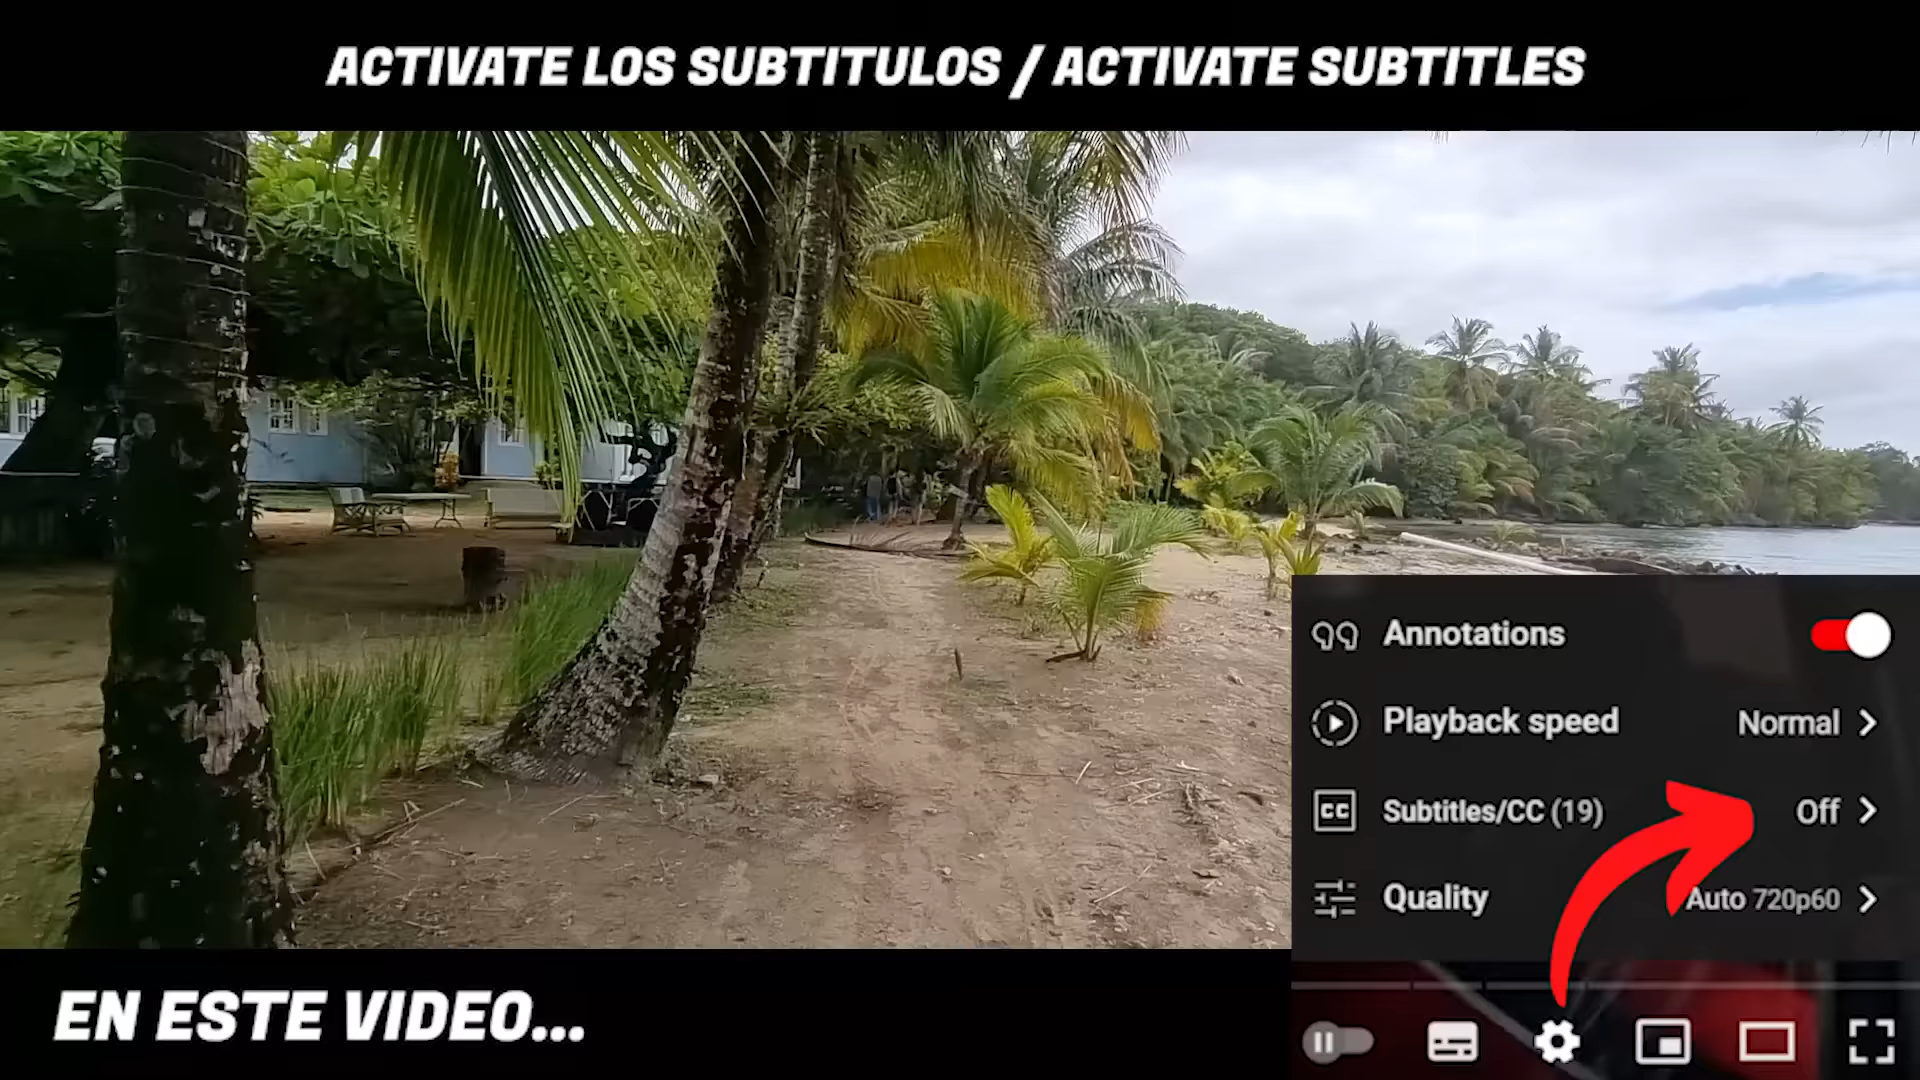 ACTIVATE LOS SUBTITULOS / ACTIVATE SUBTITLES
Annotations
Playback speed Normal
CC Subtitles/CC (19) Off
Quality Auto 720p60
EN ESTE VIDEO...